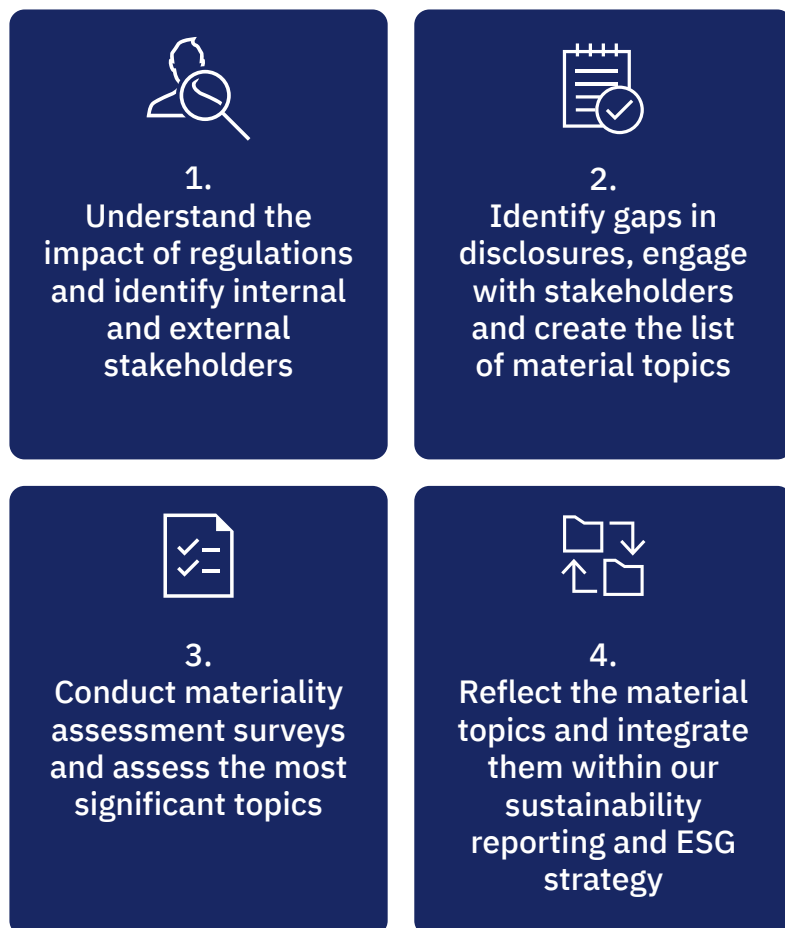 1.
Understand the
impact of regulations
and identify internal
and external
stakeholders
2.
Identify gaps in
disclosures, engage
with stakeholders
and create the list
of material topics
3.
Conduct materiality
assessment surveys
and assess the most
significant topics
4.
Reflect the material
topics and integrate
them within our
sustainability
reporting and ESG
strategy